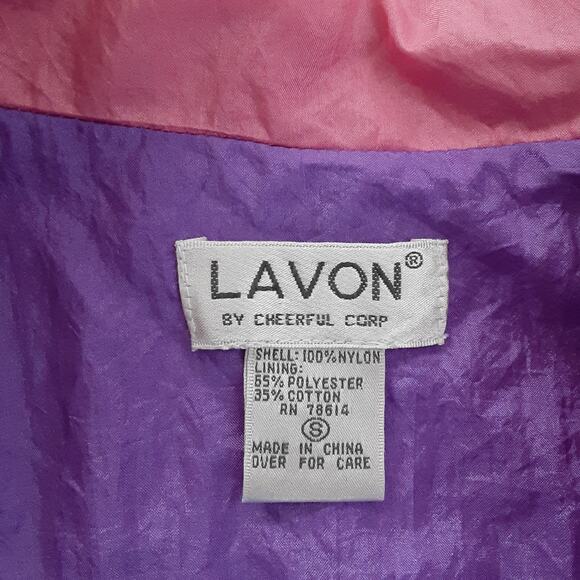 LAVON®
BY CHEERFUL CORP
SHELL: 100%NYLON
LINING:
65% POLYESTER
35% COTTON
RN 78614
S
MADE IN CHINA
OVER FOR CARE